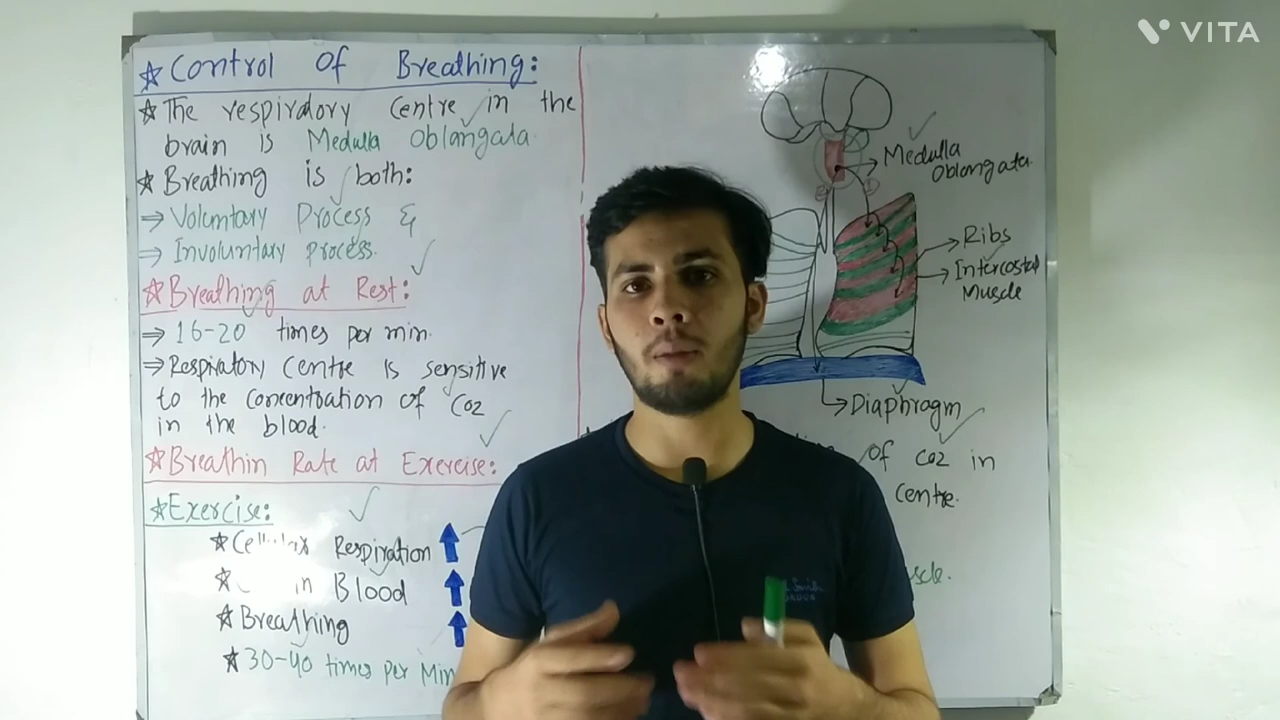 VITA
☆ Control of Breathing:
☆ The respiratory Centre in the
brain is Medulla Oblangata
☆ Breathing is both:
⇒ Voluntary Process &
⇒ Involuntary process.
☆ Breathing at Rest:
⇒ 16-20 times per min.
⇒ Respiratory Centre is sensitive
to the concentration of Co2
in the blood.
☆ Breathin Rate at Exercise:
☆ Exercise:
☆ Cellular Respiration
☆ in Blood
☆ Breathing
☆ 30-40 times per Min
Medulla
Oblongata
Ribs
Intercostal
Muscle
Diaphragm
of Co2 in
Centre.